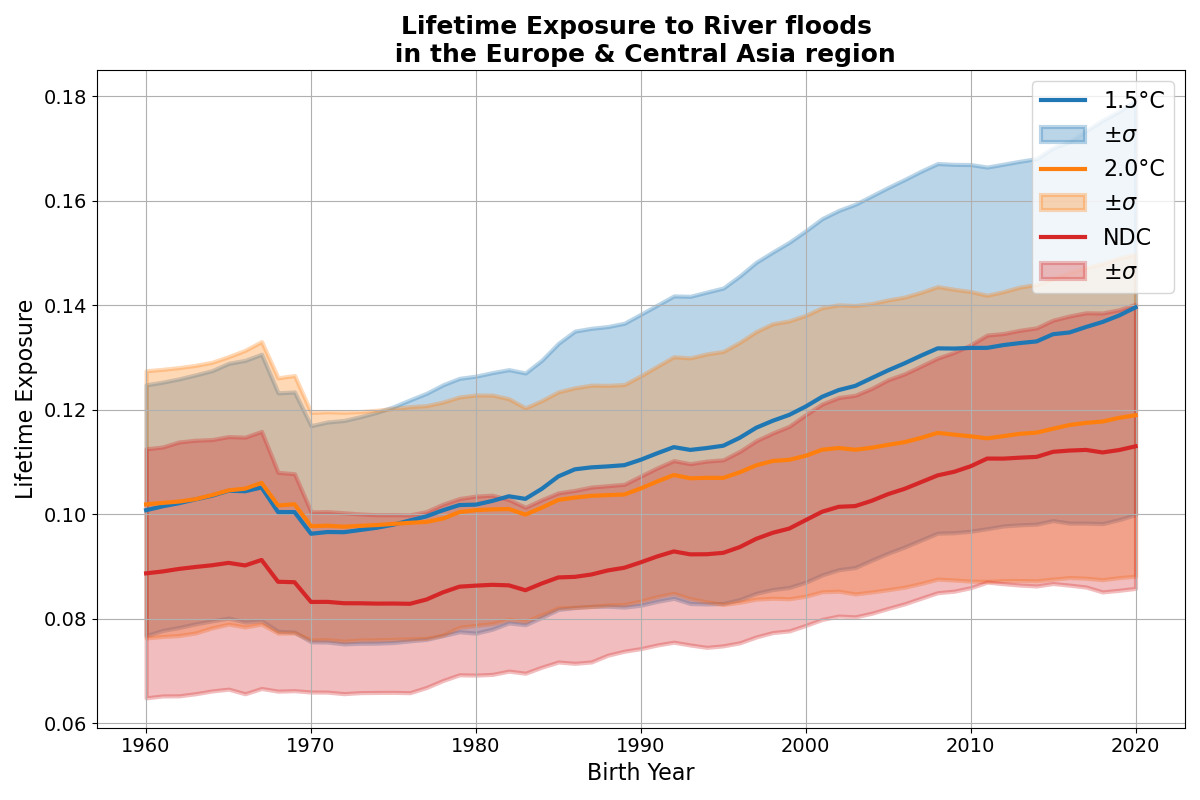 Lifetime Exposure to River floods
in the Europe & Central Asia region
0.18
0.16
0.14
0.12
0.10
0.08
0.06
Lifetime Exposure
1.5°C
±σ
2.0°C
±σ
NDC
±σ
1960
1970
1980
1990
2000
2010
2020
Birth Year